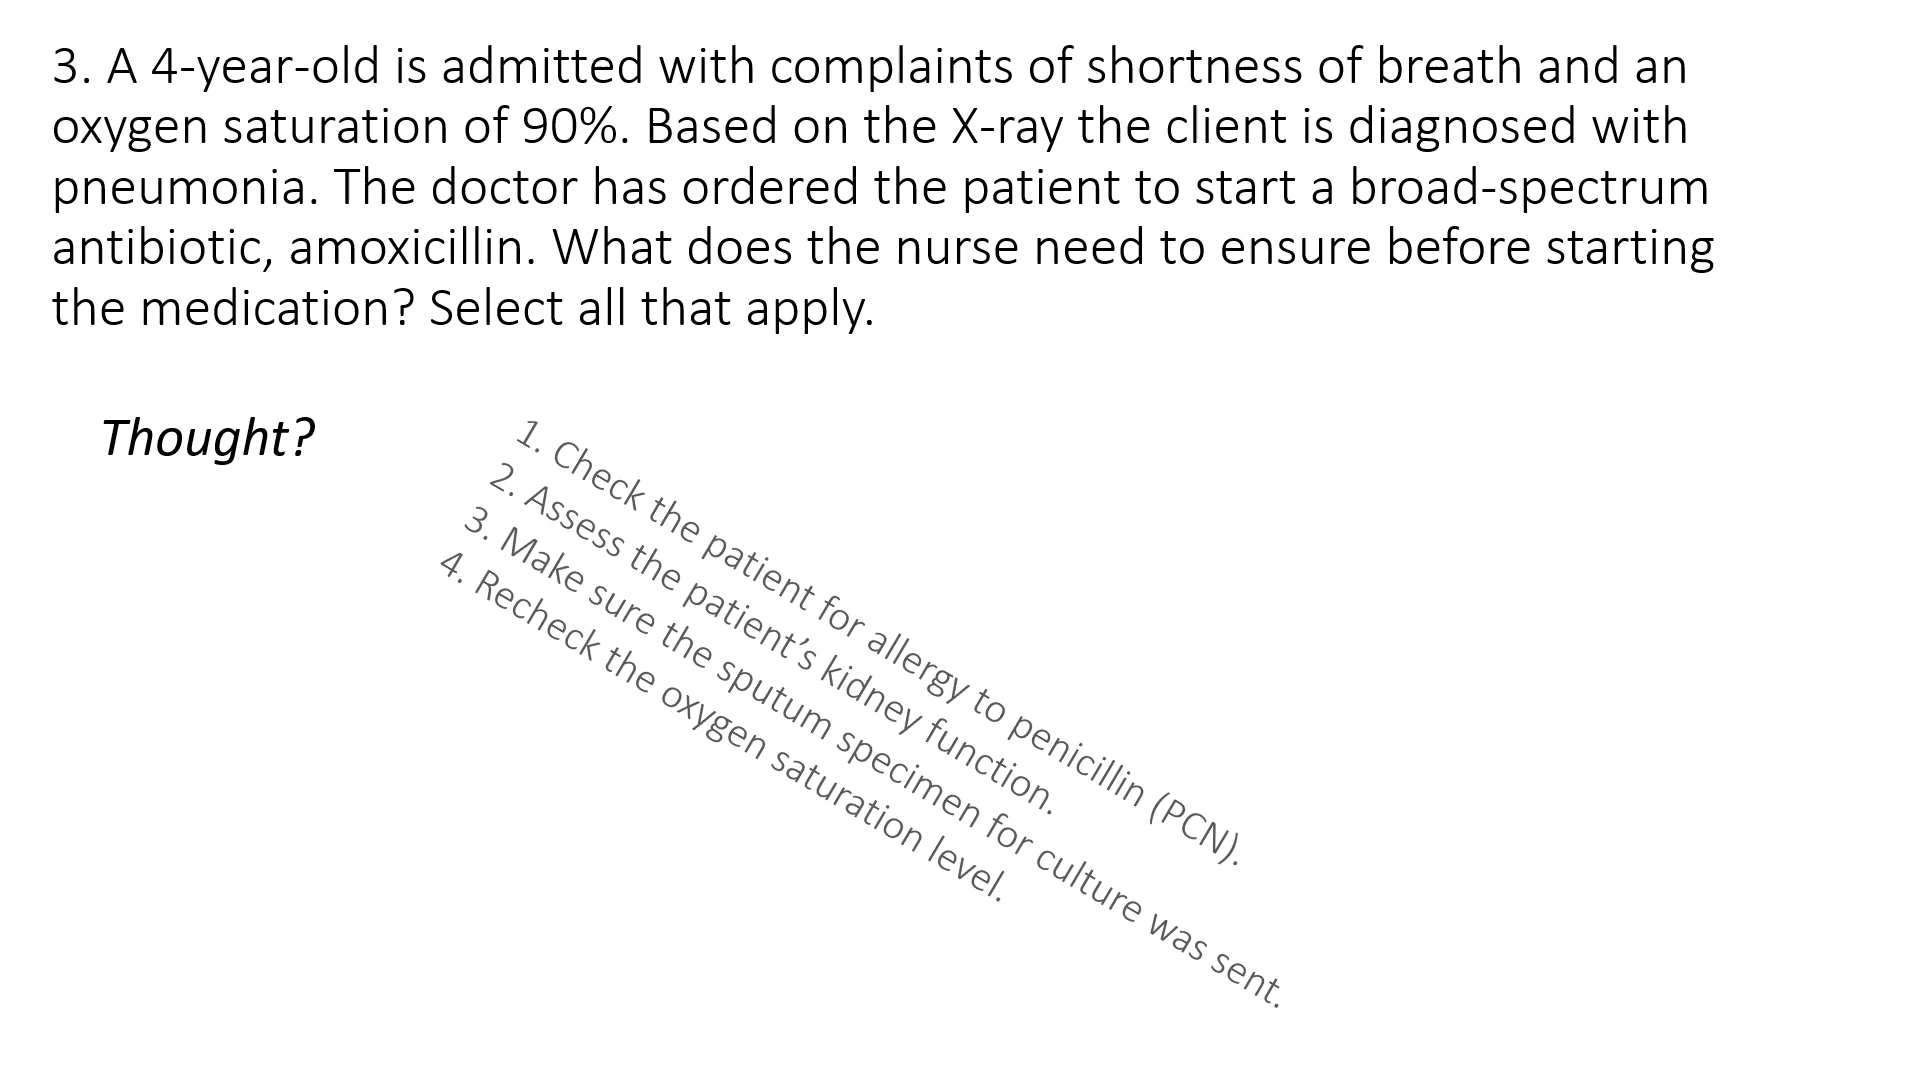 3. A 4-year-old is admitted with complaints of shortness of breath and an
oxygen saturation of 90%. Based on the X-ray the client is diagnosed with
pneumonia. The doctor has ordered the patient to start a broad-spectrum
antibiotic, amoxicillin. What does the nurse need to ensure before starting
the medication? Select all that apply.
Thought?
1. Check the patient for allergy to penicillin (PCN).
2. Assess the patient’s kidney function.
3. Make sure the sputum specimen for culture was sent.
4. Recheck the oxygen saturation level.